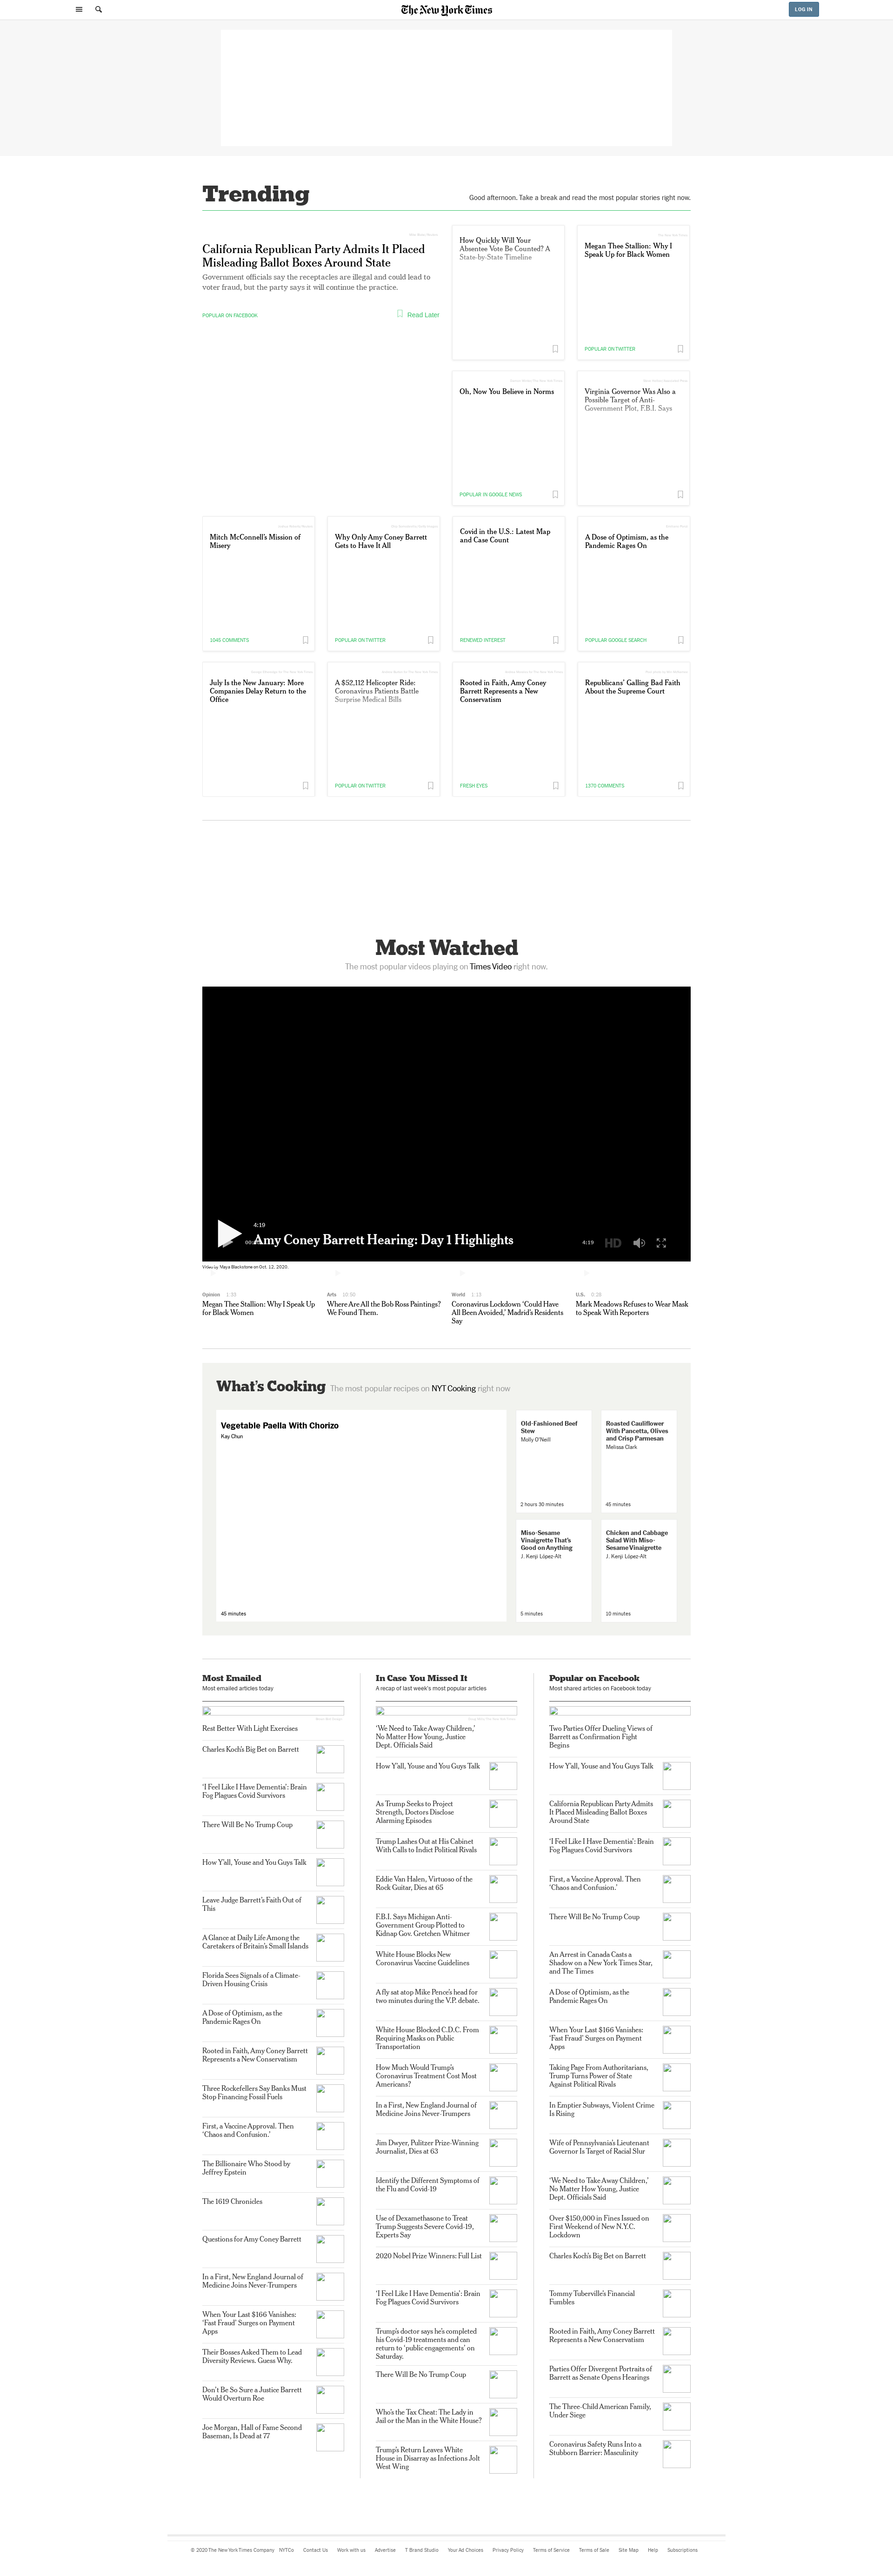 The New York Times
LOG IN
Trending
Good afternoon. Take a break and read the most popular stories right now.
California Republican Party Admits It Placed
Misleading Ballot Boxes Around State
Government officials say the receptacles are illegal and could lead to
voter fraud, but the party says it will continue the practice.
POPULAR ON FACEBOOK
Read Later
How Quickly Will Your
Absentee Vote Be Counted? A
State-by-State Timeline
Megan Thee Stallion: Why I
Speak Up for Black Women
POPULAR ON TWITTER
Oh, Now You Believe in Norms
POPULAR IN GOOGLE NEWS
Virginia Governor Was Also a
Possible Target of Anti-
Government Plot, F.B.I. Says
Mitch McConnell's Mission of
Misery
1545 COMMENTS
Why Only Amy Coney Barrett
Gets to Have It All
POPULAR ON TWITTER
Covid in the U.S.: Latest Map
and Case Count
RENEWED INTEREST
A Dose of Optimism, as the
Pandemic Rages On
POPULAR GOOGLE SEARCH
July Is the New January: More
Companies Delay Return to the
Office
A $52,112 Helicopter Ride:
Coronavirus Patients Battle
Surprise Medical Bills
POPULAR ON TWITTER
Rooted in Faith, Amy Coney
Barrett Represents a New
Conservatism
FRESH EYES
Republicans' Galling Bad Faith
About the Supreme Court
1370 COMMENTS
Most Watched
The most popular videos playing on Times Video right now.
4:19
Amy Coney Barrett Hearing: Day 1 Highlights
4:19
HD
Video by Maya Blackstone on Oct. 12, 2020.
Opinion
Megan Thee Stallion: Why I Speak Up
for Black Women
Arts
Where Are All the Bob Ross Paintings?
We Found Them.
World
Coronavirus Lockdown 'Could Have
All Been Avoided,' Madrid's Residents
Say
U.S.
Mark Meadows Refuses to Wear Mask
to Speak With Reporters
What's Cooking The most popular recipes on NYT Cooking right now
Vegetable Paella With Chorizo
Kay Chun
45 minutes
Old-Fashioned Beef
Stew
Molly O'Neill
2 hours 30 minutes
Roasted Cauliflower
With Pancetta, Olives
and Crisp Parmesan
Melissa Clark
45 minutes
Miso-Sesame
Vinaigrette That's
Good on Anything
J. Kenji López-Alt
5 minutes
Chicken and Cabbage
Salad With Miso-
Sesame Vinaigrette
J. Kenji López-Alt
10 minutes
Most Emailed
Most emailed articles today
Rest Better With Light Exercises
Charles Koch's Big Bet on Barrett
'I Feel Like I Have Dementia': Brain
Fog Plagues Covid Survivors
There Will Be No Trump Coup
How Y'all, Youse and You Guys Talk
Leave Judge Barrett's Faith Out of
This
A Glance at Daily Life Among the
Caretakers of Britain's Small Islands
Florida Sees Signals of a Climate-
Driven Housing Crisis
A Dose of Optimism, as the
Pandemic Rages On
Rooted in Faith, Amy Coney Barrett
Represents a New Conservatism
Three Rockefellers Say Banks Must
Stop Financing Fossil Fuels
First, a Vaccine Approval. Then
'Chaos and Confusion.'
The Billionaire Who Stood by
Jeffrey Epstein
The 1619 Chronicles
Questions for Amy Coney Barrett
In a First, New England Journal of
Medicine Joins Never-Trumpers
When Your Last $166 Vanishes:
'Fast Fraud' Surges on Payment
Apps
Their Bosses Asked Them to Lead
Diversity Reviews. Guess Why.
Don't Be So Sure a Justice Barrett
Would Overturn Roe
Joe Morgan, Hall of Fame Second
Baseman, Is Dead at 77
In Case You Missed It
A recap of last week's most popular articles
'We Need to Take Away Children,'
No Matter How Young, Justice
Dept. Officials Said
How Y'all, Youse and You Guys Talk
As Trump Seeks to Project
Strength, Doctors Disclose
Alarming Episodes
Trump Lashes Out at His Cabinet
With Calls to Indict Political Rivals
Eddie Van Halen, Virtuoso of the
Rock Guitar, Dies at 65
F.B.I. Says Michigan Anti-
Government Group Plotted to
Kidnap Gov. Gretchen Whitmer
White House Blocks New
Coronavirus Vaccine Guidelines
A fly sat atop Mike Pence's head for
two minutes during the V.P. debate.
White House Blocked C.D.C. From
Requiring Masks on Public
Transportation
How Much Would Trump's
Coronavirus Treatment Cost Most
Americans?
In a First, New England Journal of
Medicine Joins Never-Trumpers
Jim Dwyer, Pulitzer Prize-Winning
Journalist, Dies at 63
Identify the Different Symptoms of
the Flu and Covid-19
Use of Dexamethasone to Treat
Trump Suggests Severe Covid-19,
Experts Say
2020 Nobel Prize Winners: Full List
'I Feel Like I Have Dementia': Brain
Fog Plagues Covid Survivors
Trump's doctor says he's completed
his Covid-19 treatments and can
return to 'public engagements' on
Saturday.
There Will Be No Trump Coup
Who's the Tax Cheat: The Lady in
Jail or the Man in the White House?
Trump's Return Leaves White
House in Disarray as Infections Jolt
West Wing
Popular on Facebook
Most shared articles on Facebook today
Two Parties Offer Dueling Views of
Barrett as Confirmation Fight
Begins
How Y'all, Youse and You Guys Talk
California Republican Party Admits
It Placed Misleading Ballot Boxes
Around State
'I Feel Like I Have Dementia': Brain
Fog Plagues Covid Survivors
First, a Vaccine Approval. Then
'Chaos and Confusion.'
There Will Be No Trump Coup
An Arrest in Canada Casts a
Shadow on a New York Times Star,
and The Times
A Dose of Optimism, as the
Pandemic Rages On
When Your Last $166 Vanishes:
'Fast Fraud' Surges on Payment
Apps
Taking Page From Authoritarians,
Trump Turns Power of State
Against Political Rivals
In Emptier Subways, Violent Crime
Is Rising
Wife of Pennsylvania's Lieutenant
Governor Is Target of Racial Slur
'We Need to Take Away Children,'
No Matter How Young, Justice
Dept. Officials Said
Over $150,000 in Fines Issued on
First Weekend of New N.Y.C.
Lockdown
Charles Koch's Big Bet on Barrett
Tommy Tuberville's Financial
Fumbles
Rooted in Faith, Amy Coney Barrett
Represents a New Conservatism
Parties Offer Divergent Portraits of
Barrett as Senate Opens Hearings
The Three-Child American Family,
Under Siege
Coronavirus Safety Runs Into a
Stubborn Barrier: Masculinity
© 2020 The New York Times Company NYTCo Contact Us Work with us Advertise T Brand Studio Your Ad Choices Privacy Policy Terms of Service Terms of Sale Site Map Help Subscriptions